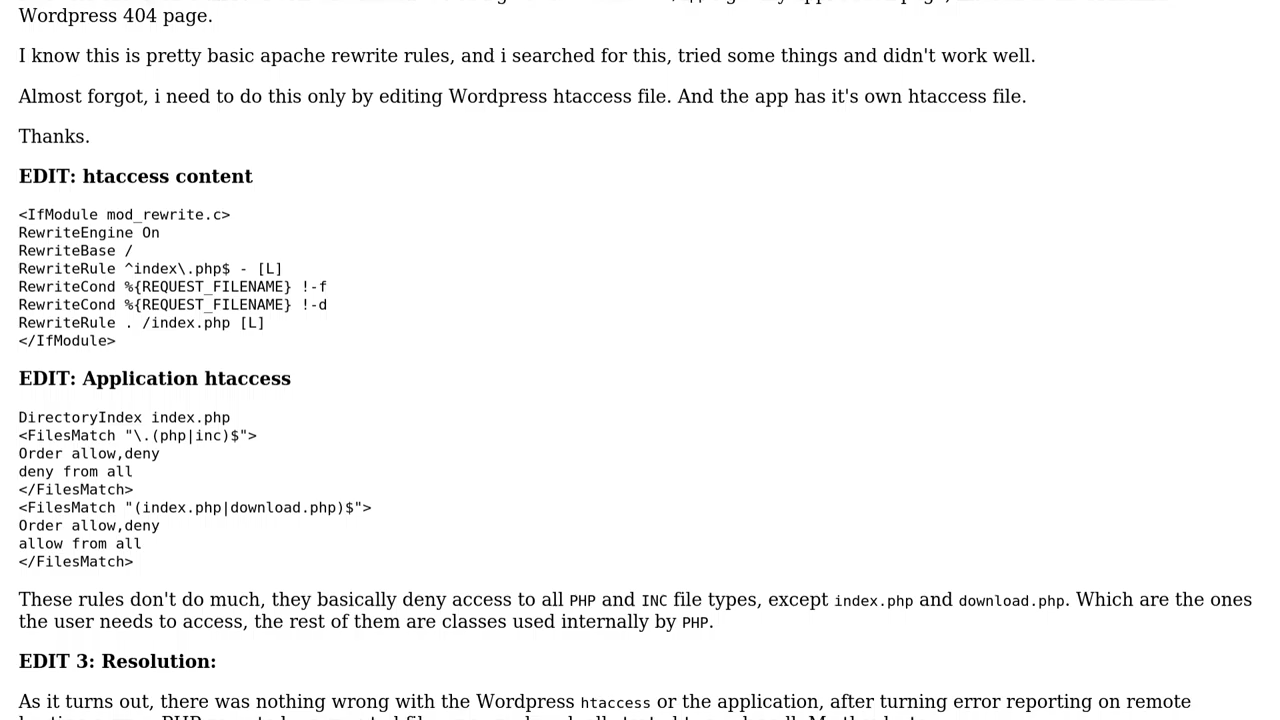 Wordpress 404 page.
I know this is pretty basic apache rewrite rules, and i searched for this, tried some things and didn't work well.
Almost forgot, i need to do this only by editing Wordpress htaccess file. And the app has it's own htaccess file.
Thanks.
EDIT: htaccess content
<IfModule mod_rewrite.c>
RewriteEngine On
RewriteBase /
RewriteRule ^index\.php$ - [L]
RewriteCond %{REQUEST_FILENAME} !-f
RewriteCond %{REQUEST_FILENAME} !-d
RewriteRule . /index.php [L]
</IfModule>
EDIT: Application htaccess
DirectoryIndex index.php
<FilesMatch "\.(php|inc)$">
Order allow,deny
deny from all
</FilesMatch>
<FilesMatch "(index.php|download.php)$">
Order allow,deny
allow from all
</FilesMatch>
These rules don't do much, they basically deny access to all PHP and INC file types, except index.php and download.php. Which are the ones
the user needs to access, the rest of them are classes used internally by PHP.
EDIT 3: Resolution:
As it turns out, there was nothing wrong with the Wordpress htaccess or the application, after turning error reporting on remote